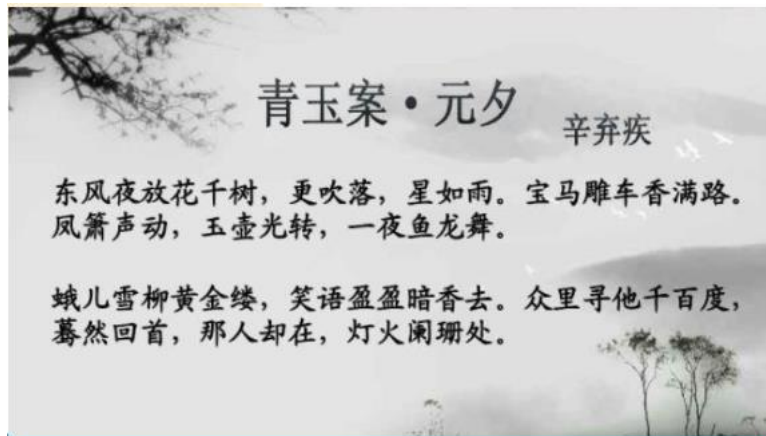 青玉案·元夕
辛弃疾
东风夜放花千树，更吹落，星如雨。宝马雕车香满路。
凤箫声动，玉壶光转，一夜鱼龙舞。
蛾儿雪柳黄金缕，笑语盈盈暗香去。众里寻他千百度，
蓦然回首，那人却在，灯火阑珊处。